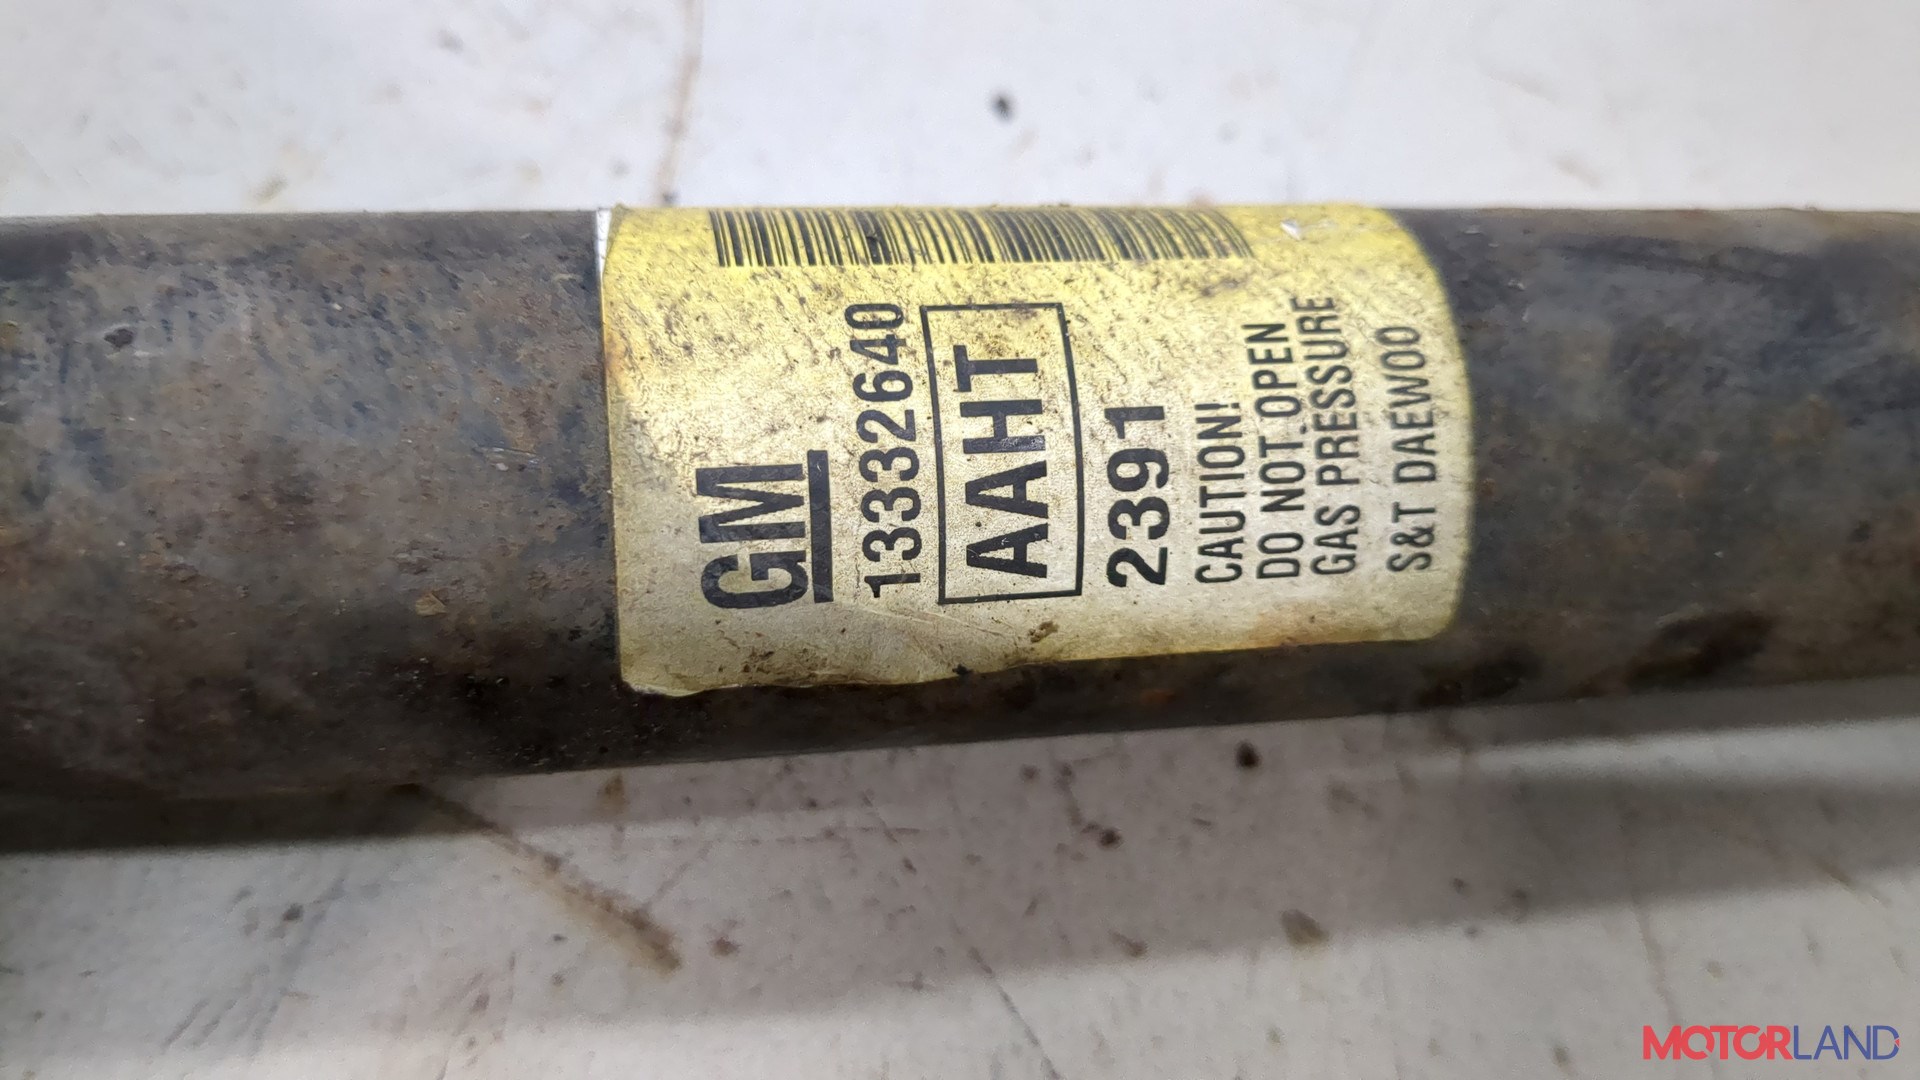 GM
13332640
AAHT
2391
CAUTION!
DO NOT OPEN
GAS PRESSURE
S&T DAEWOO
MOTORLAND